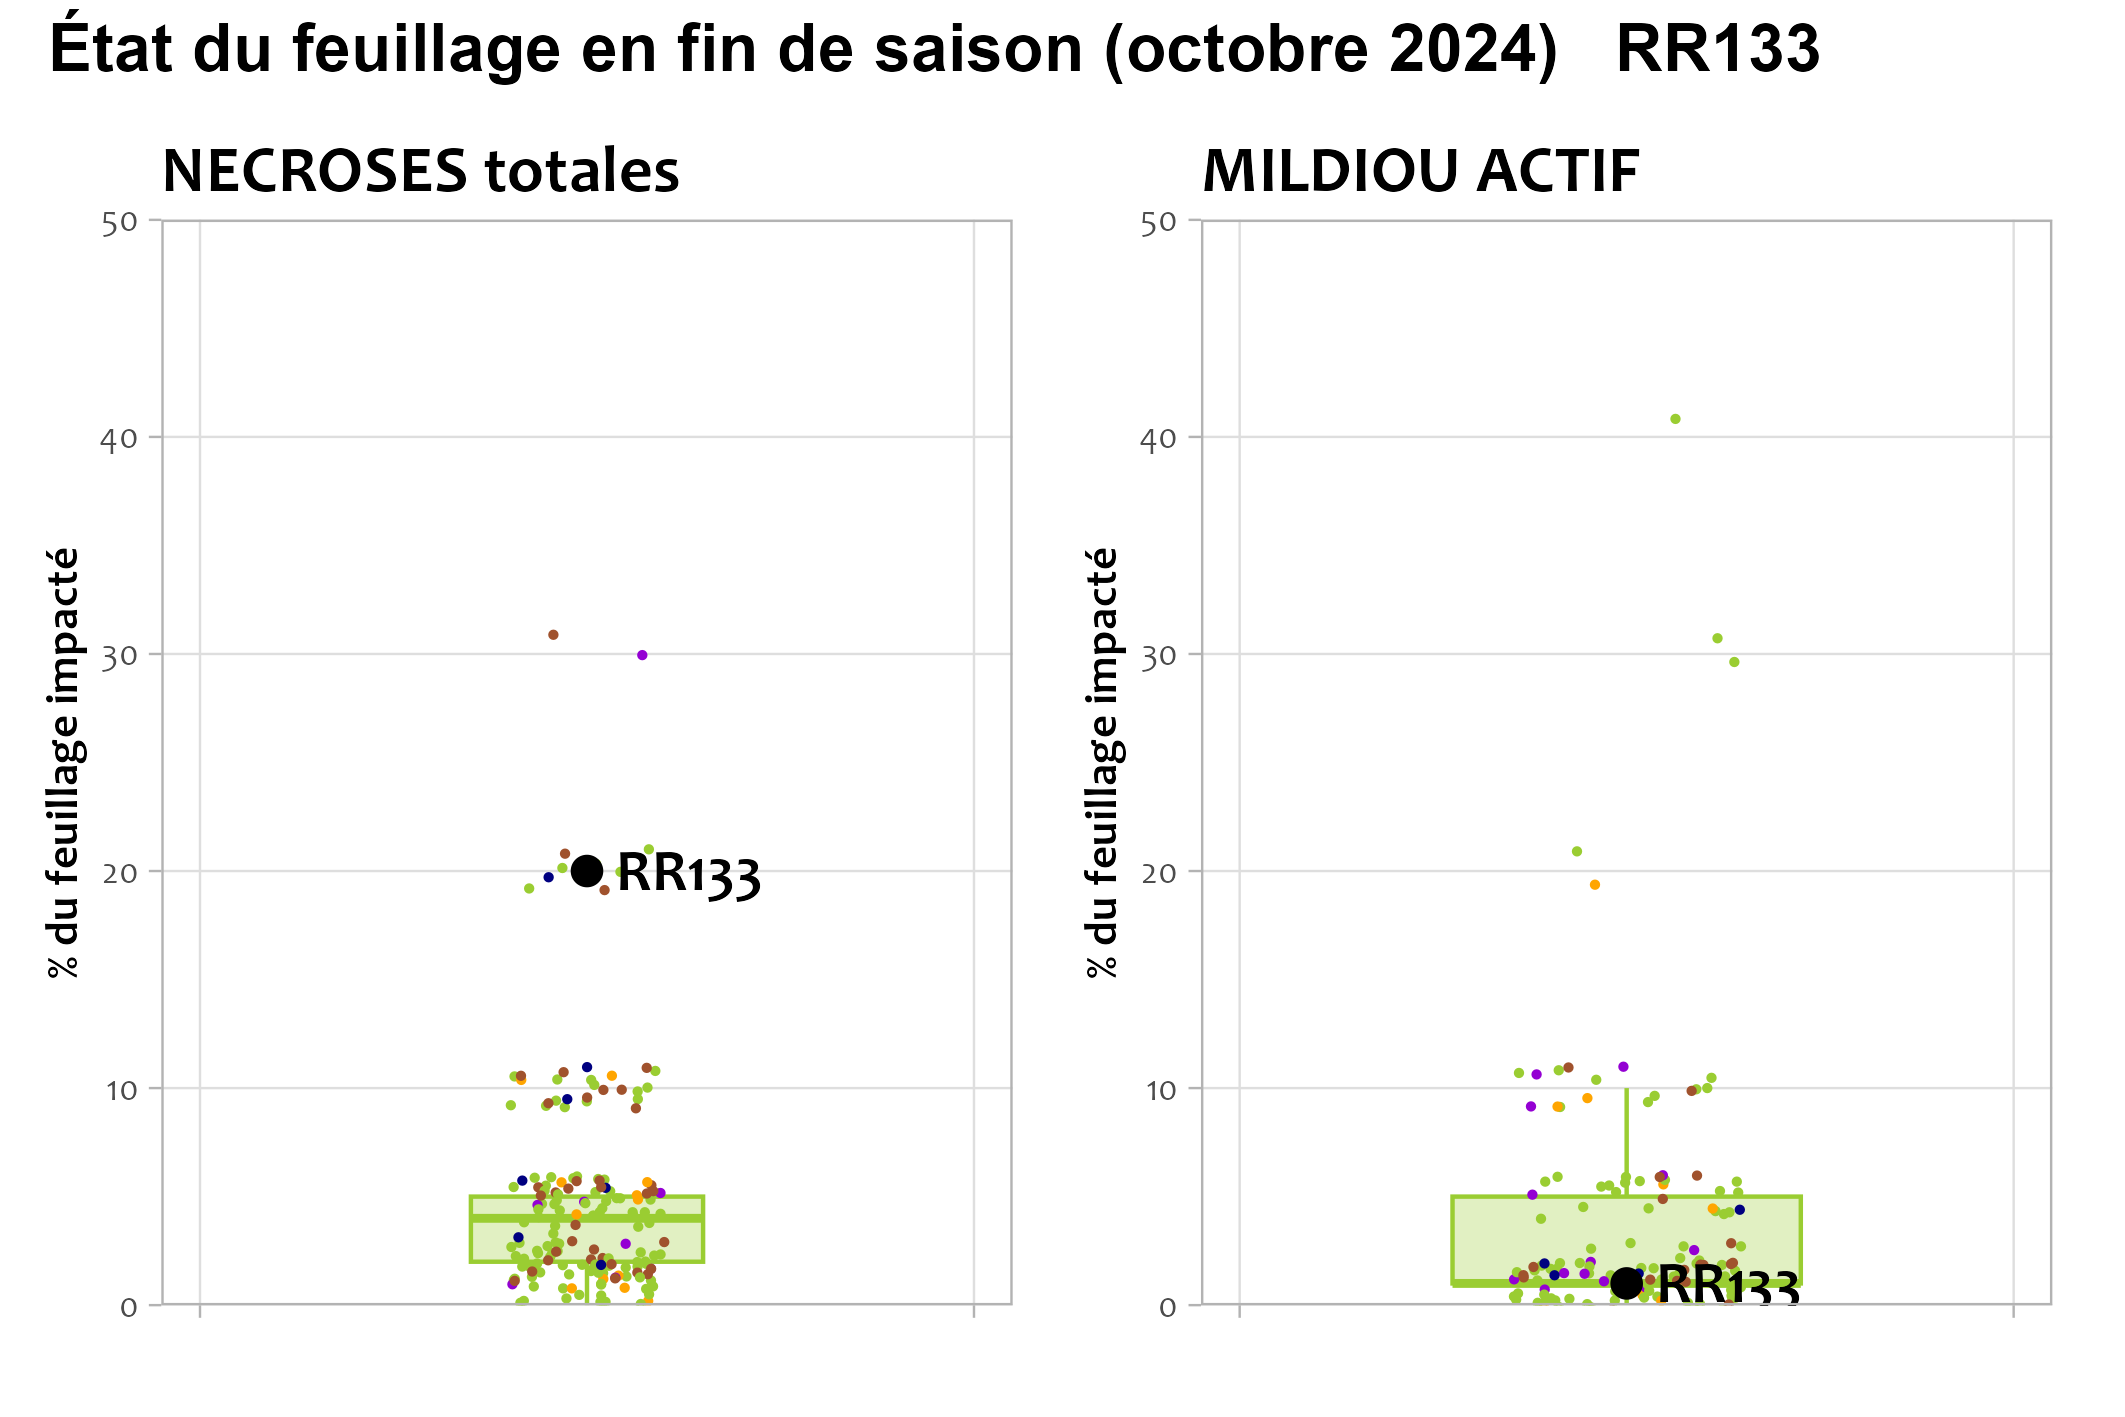 État du feuillage en fin de saison (octobre 2024) RR133
NECROSES totales
% du feuillage impacté
50
40
30
20
10
0
RR133
MILDIOU ACTIF
% du feuillage impacté
50
40
30
20
10
0
RR133